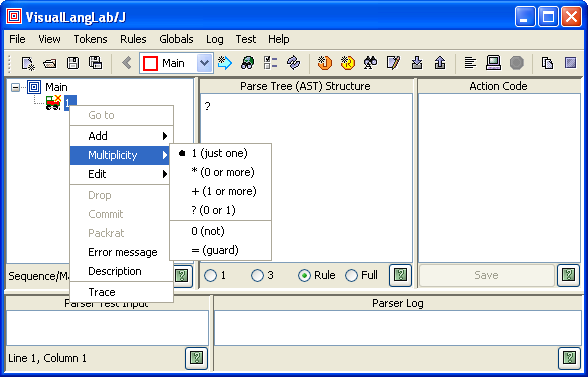 VisualLangLab/J
File View Tokens Rules Globals Log Test Help
Main
Main
1
Parse Tree (AST) Structure
Action Code
?
Go to
Add
Multiplicity
Edit
Drop
Commit
Packrat
Error message
Description
Trace
1 (just one)
* (0 or more)
+ (1 or more)
? (0 or 1)
0 (not)
= (guard)
Sequence/Ma
1 3 Rule Full
Save
Parser Test Input
Parser Log
Line 1, Column 1